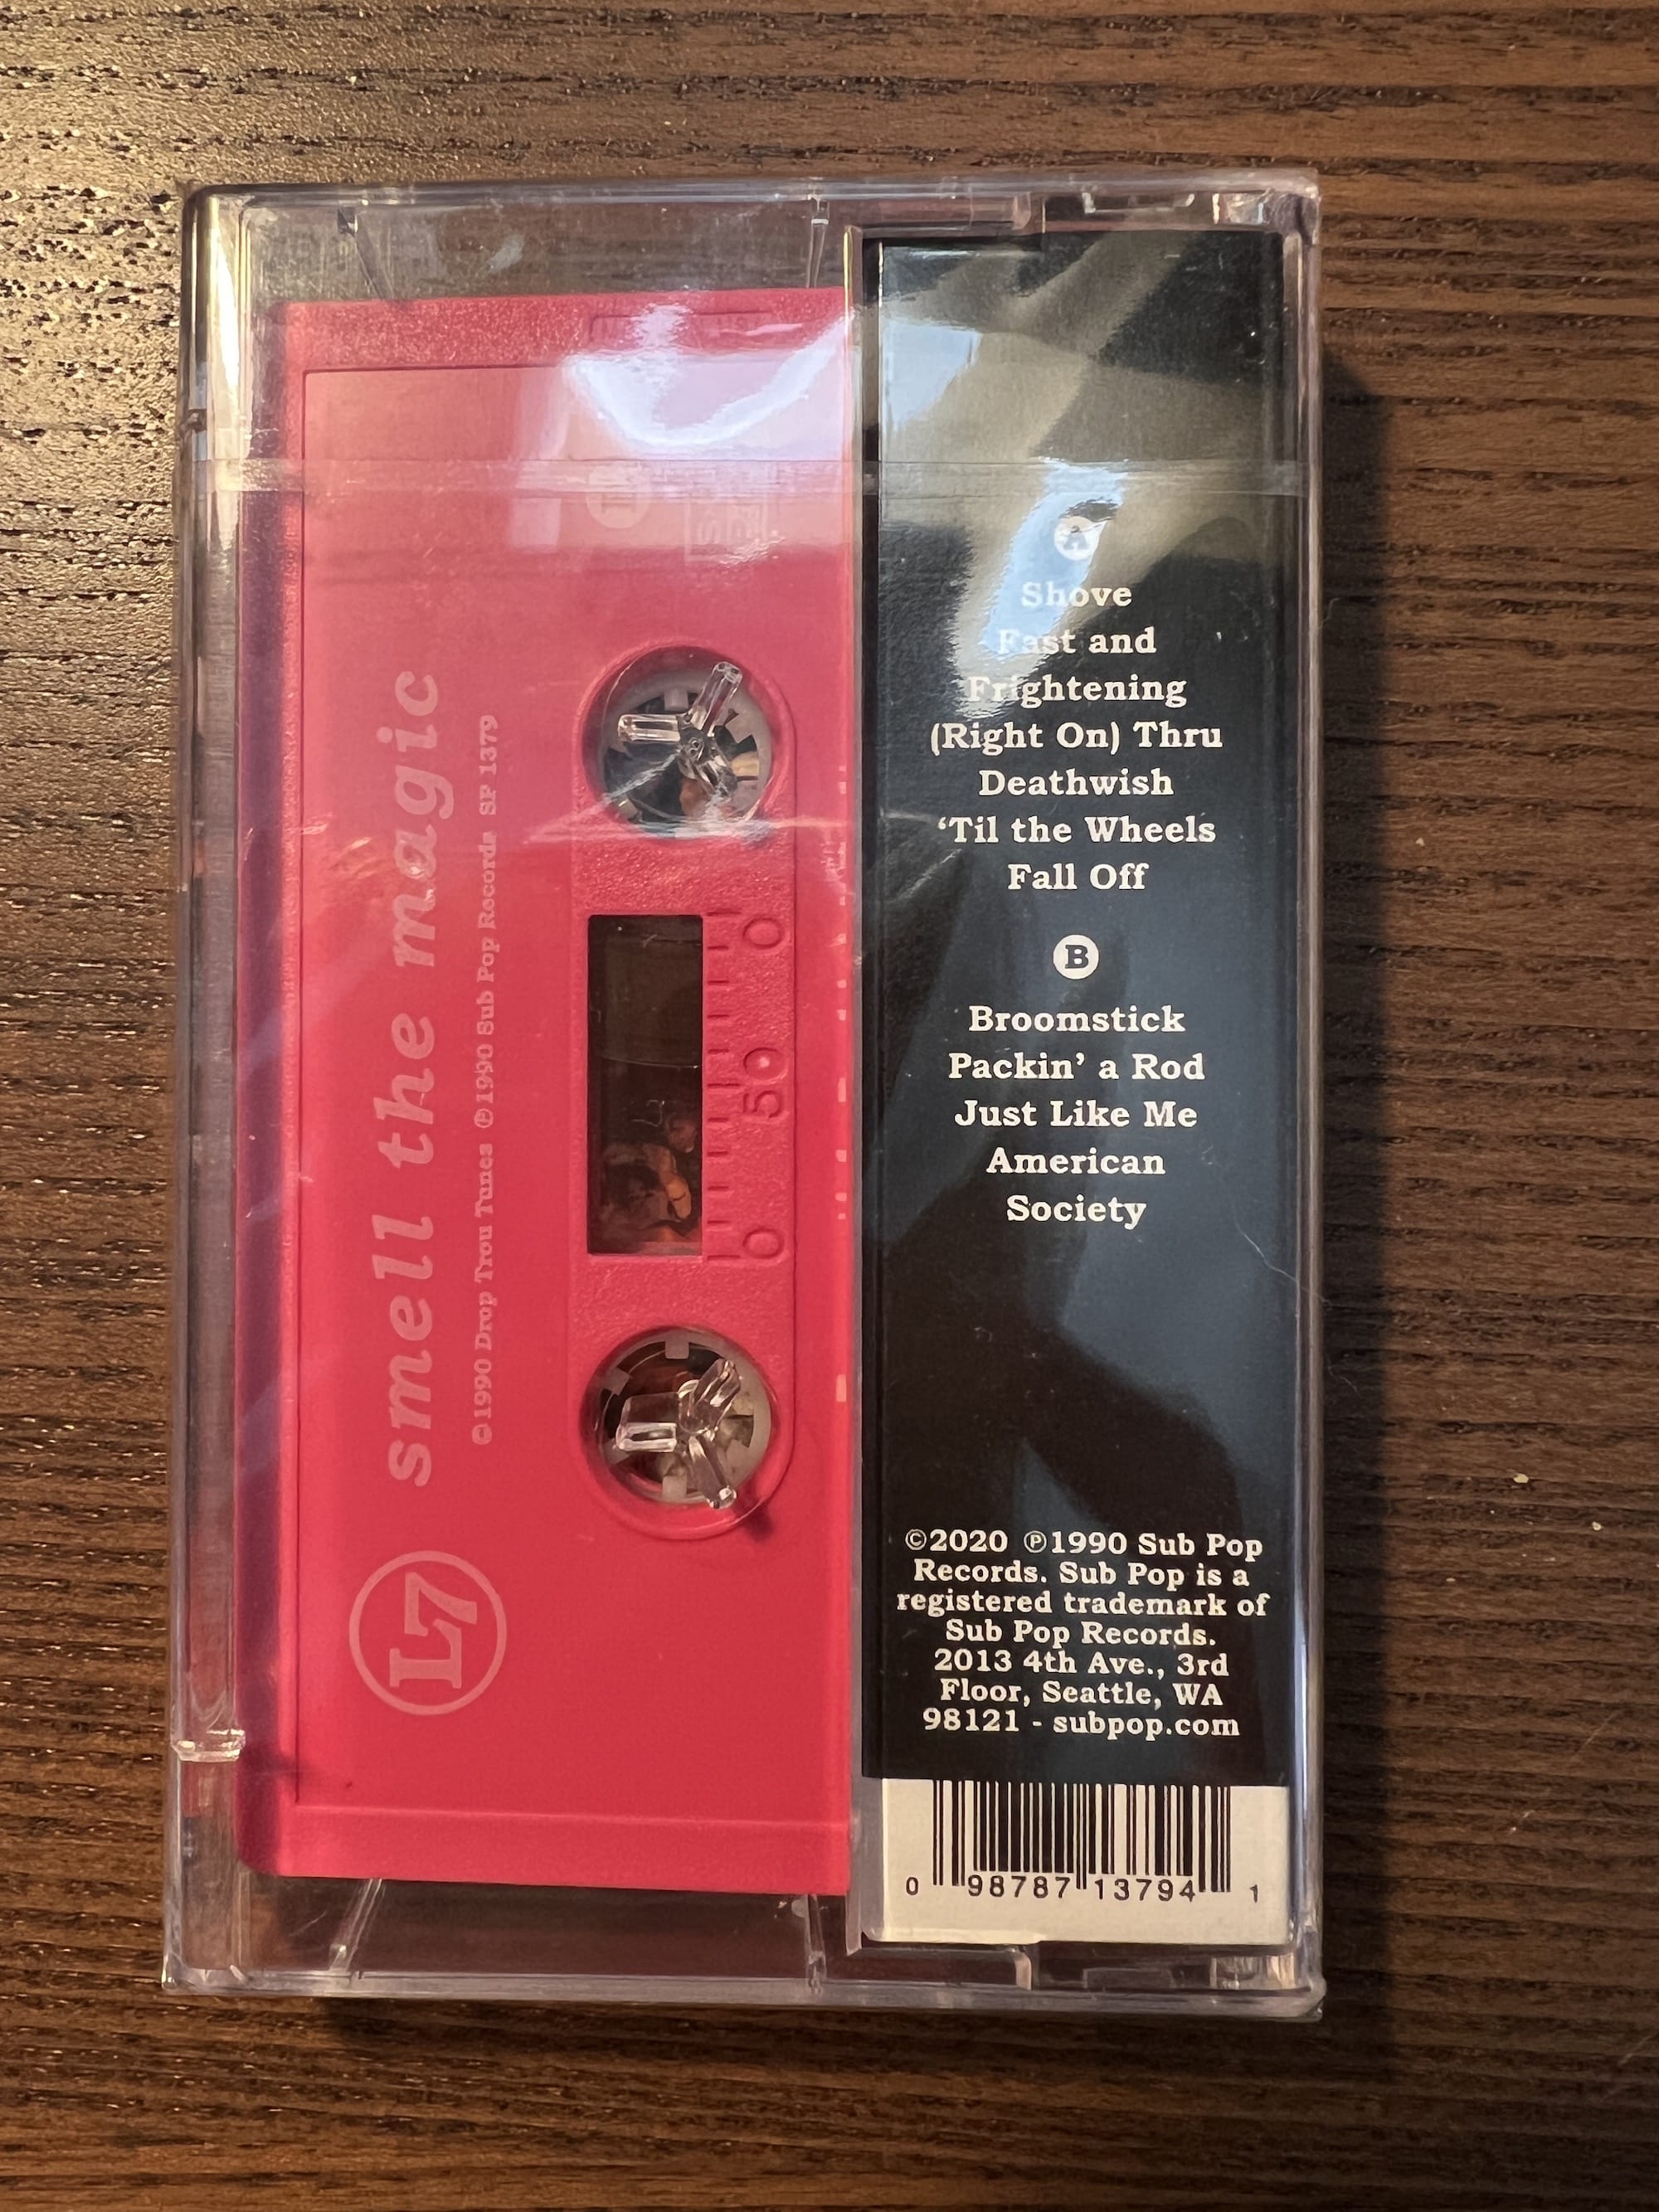 L7
smell the magic
©1990 Drop Trou Tunes ℗1990 Sub Pop Records SP 1379
0 50 0
A
Shove
Fast and
Frightening
(Right On) Thru
Deathwish
‘Til the Wheels
Fall Off
B
Broomstick
Packin’ a Rod
Just Like Me
American
Society
©2020 ℗1990 Sub Pop
Records. Sub Pop is a
registered trademark of
Sub Pop Records.
2013 4th Ave., 3rd
Floor, Seattle, WA
98121 - subpop.com
0 98787 13794 1